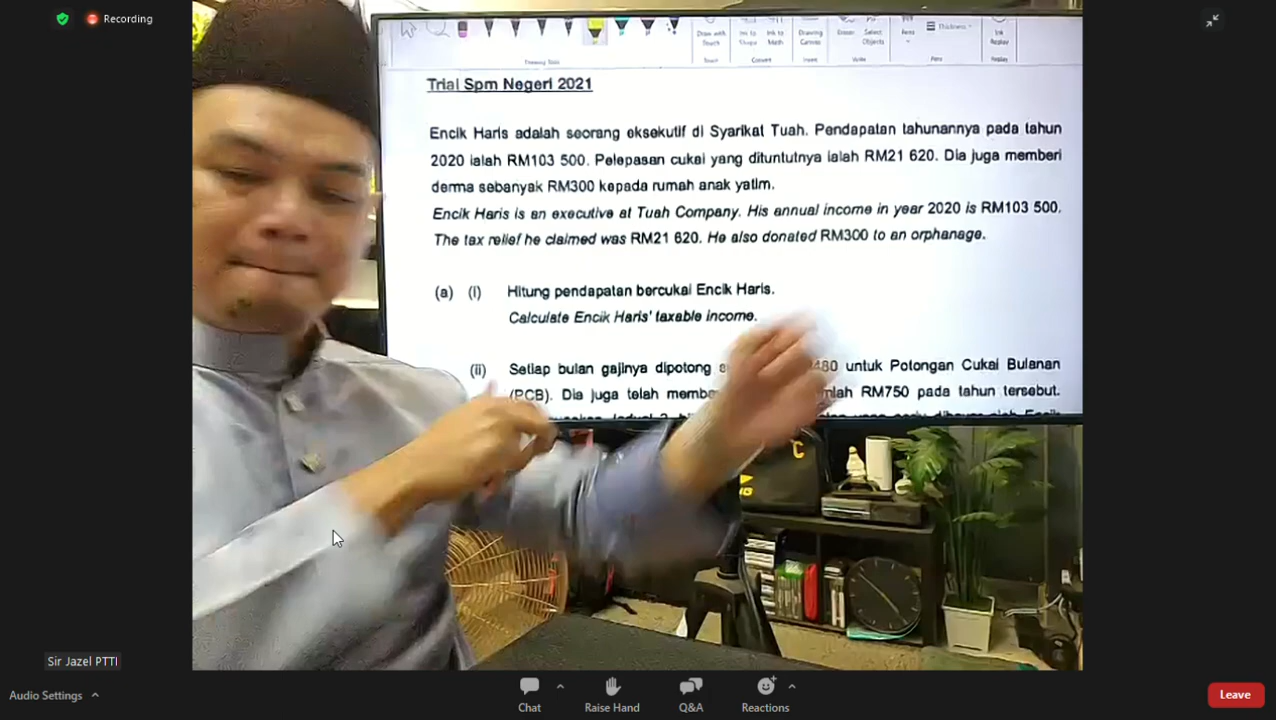 Recording
Trial Spm Negeri 2021
Encik Haris adalah seorang eksekutif di Syarikat Tuah. Pendapatan tahunannya pada tahun
2020 ialah RM103 500. Pelepasan cukai yang dituntutnya ialah RM21 620. Dia juga memberi
derma sebanyak RM300 kepada rumah anak yatim.
Encik Haris is an executive at Tuah Company. His annual income in year 2020 is RM103 500.
The tax relief he claimed was RM21 620. He also donated RM300 to an orphanage.
(a) (i) Hitung pendapatan bercukai Encik Haris.
Calculate Encik Haris' taxable income.
(ii) Setiap bulan gajinya dipotong 480 untuk Potongan Cukai Bulanan
(PCB). Dia juga telah RM750 pada tahun tersebut.
Sir Jazel PTTI
Audio Settings
Chat
Raise Hand
Q&A
Reactions
Leave